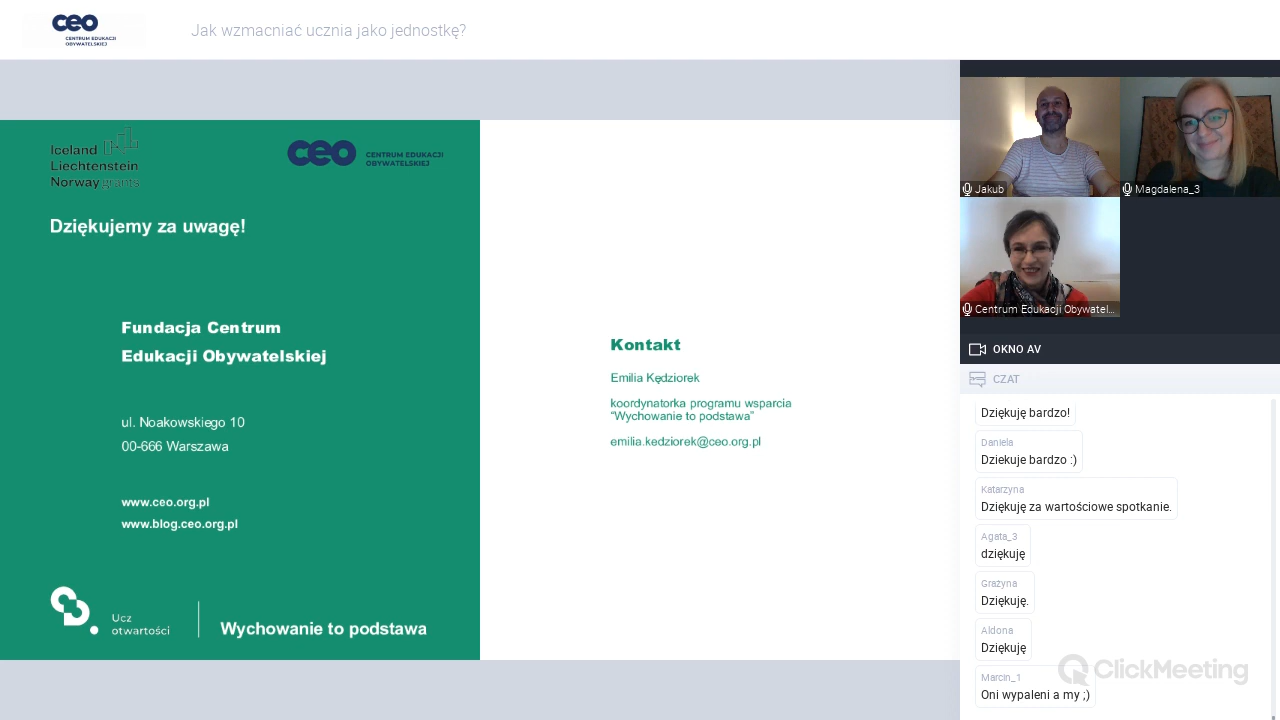 ceo
CENTRUM EDUKACJI
OBYWATELSKIEJ
Jak wzmacniać ucznia jako jednostkę?
Iceland
Liechtenstein
Norway grants
ceo
CENTRUM EDUKACJI
OBYWATELSKIEJ
Dziękujemy za uwagę!
Fundacja Centrum
Edukacji Obywatelskiej
ul. Noakowskiego 10
00-666 Warszawa
www.ceo.org.pl
www.blog.ceo.org.pl
Ucz
otwartości
Wychowanie to podstawa
Kontakt
Emilia Kędziorek
koordynatorka programu wsparcia
“Wychowanie to podstawa”
emilia.kedziorek@ceo.org.pl
Jakub
Magdalena_3
Centrum Edukacji Obywatel...
OKNO AV
CZAT
Dziękuję bardzo!
Daniela
Dziekuje bardzo :)
Katarzyna
Dziękuję za wartościowe spotkanie.
Agata_3
dziękuję
Grażyna
Dziękuję.
Aldona
Dziękuję
Marcin_1
Oni wypaleni a my ;)
ClickMeeting